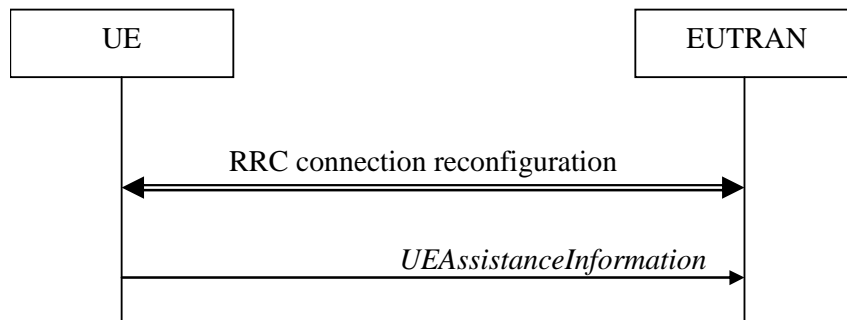 UE
EUTRAN
RRC connection reconfiguration
UEAssistanceInformation